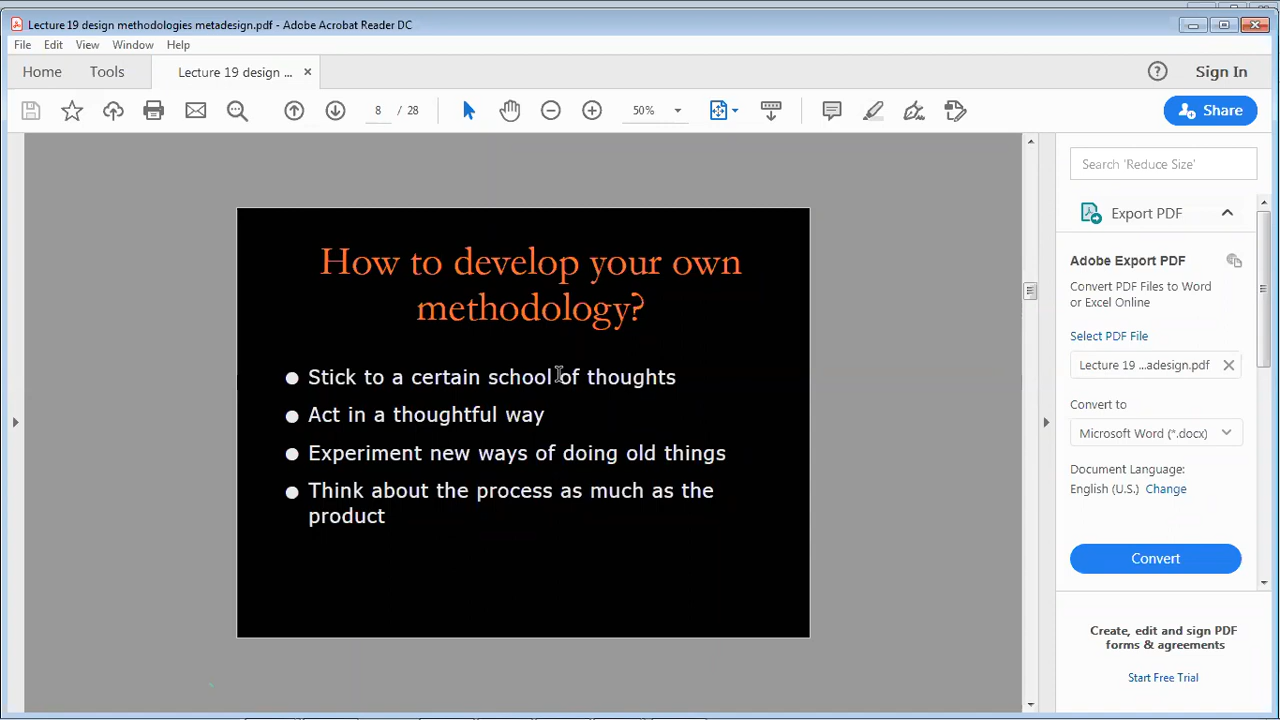 Lecture 19 design methodologies metadesign.pdf - Adobe Acrobat Reader DC
File Edit View Window Help
Home Tools Lecture 19 design ... × Sign In
8 / 28 50% Share
Search 'Reduce Size'
Export PDF
How to develop your own
methodology?
Stick to a certain school of thoughts
Act in a thoughtful way
Experiment new ways of doing old things
Think about the process as much as the
product
Adobe Export PDF
Convert PDF Files to Word
or Excel Online
Select PDF File
Lecture 19 ...adesign.pdf
Convert to
Microsoft Word (*.docx)
Document Language:
English (U.S.) Change
Convert
Create, edit and sign PDF
forms & agreements
Start Free Trial